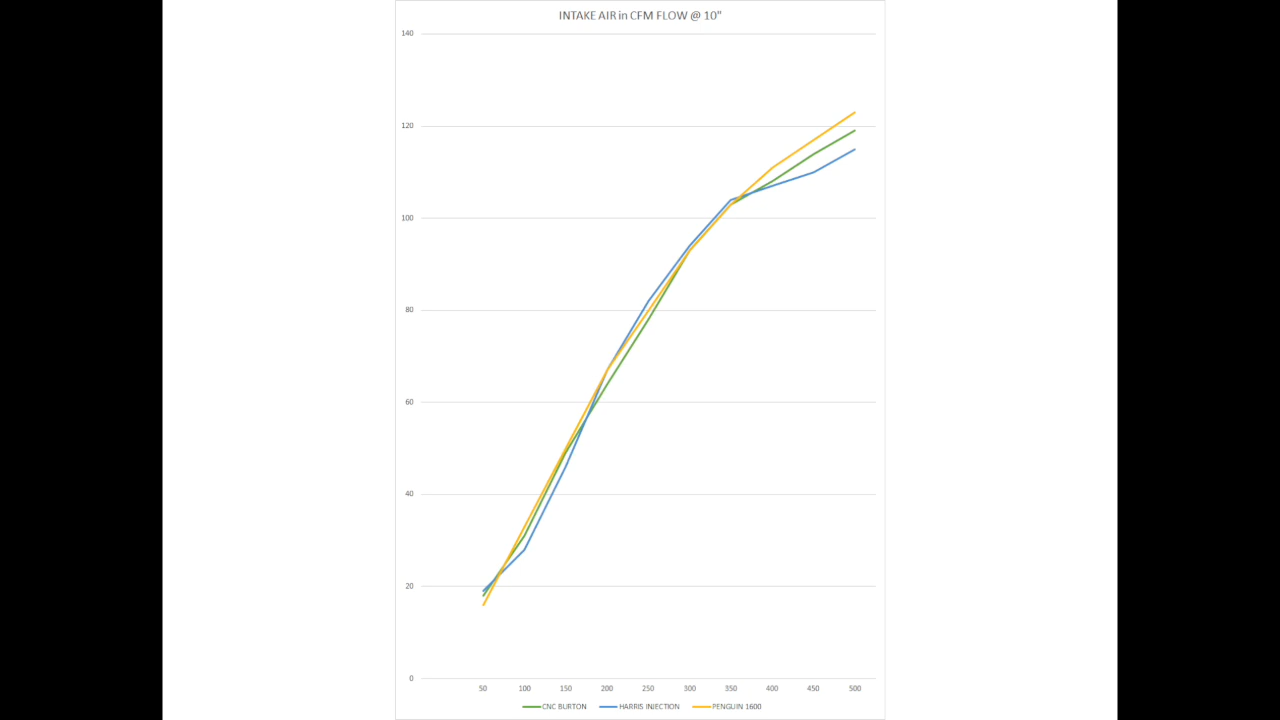 INTAKE AIR in CFM FLOW @ 10"
140
120
100
80
60
40
20
0
50 100 150 200 250 300 350 400 450 500
CNC BURTON HARRIS INJECTION PENGUIN 1600